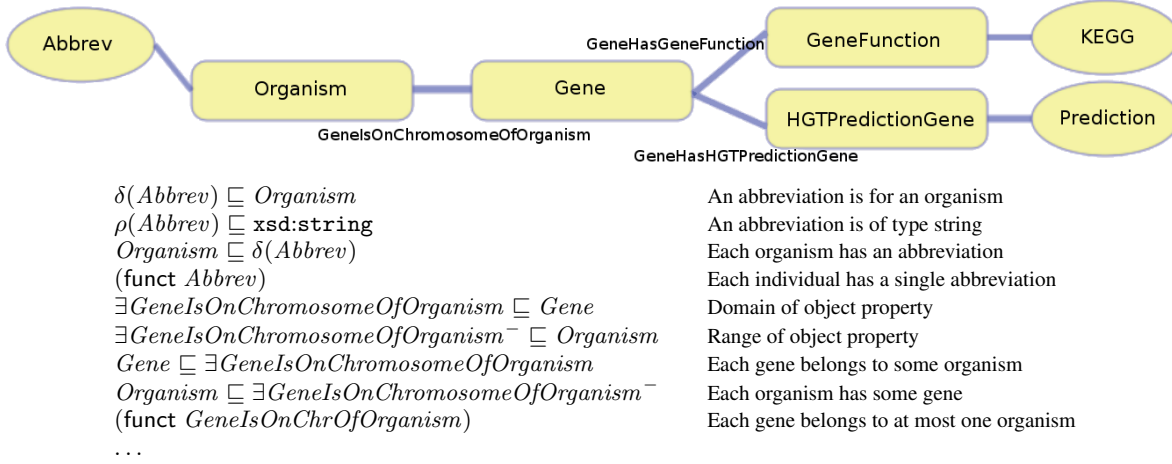 Abbrev
Organism
Gene
GeneFunction
KEGG
HGTPredictionGene
Prediction
GeneHasGeneFunction
GeneIsOnChromosomeOfOrganism
GeneHasHGTPredictionGene
δ(Abbrev) ⊑ Organism An abbreviation is for an organism
ρ(Abbrev) ⊑ xsd:string An abbreviation is of type string
Organism ⊑ δ(Abbrev) Each organism has an abbreviation
(funct Abbrev) Each individual has a single abbreviation
∃GeneIsOnChromosomeOfOrganism ⊑ Gene Domain of object property
∃GeneIsOnChromosomeOfOrganism⁻ ⊑ Organism Range of object property
Gene ⊑ ∃GeneIsOnChromosomeOfOrganism Each gene belongs to some organism
Organism ⊑ ∃GeneIsOnChromosomeOfOrganism⁻ Each organism has some gene
(funct GeneIsOnChrOfOrganism) Each gene belongs to at most one organism
...